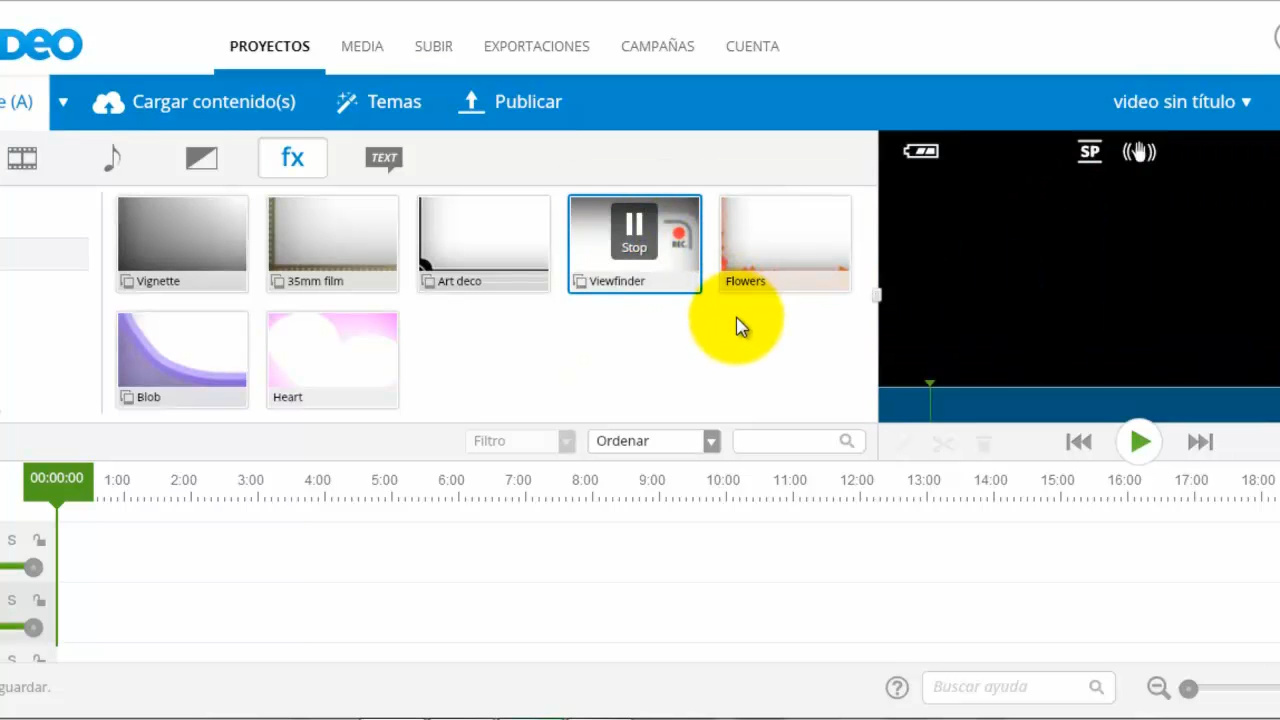 DEO
PROYECTOS MEDIA SUBIR EXPORTACIONES CAMPAÑAS CUENTA
e (A) Cargar contenido(s) Temas Publicar video sin título
fx TEXT
SP
REC.
Stop
Vignette 35mm film Art deco Viewfinder Flowers
Blob Heart
Filtro Ordenar
00:00:00 1:00 2:00 3:00 4:00 5:00 6:00 7:00 8:00 9:00 10:00 11:00 12:00 13:00 14:00 15:00 16:00 17:00 18:00
S
S
S
guardar. ? Buscar ayuda